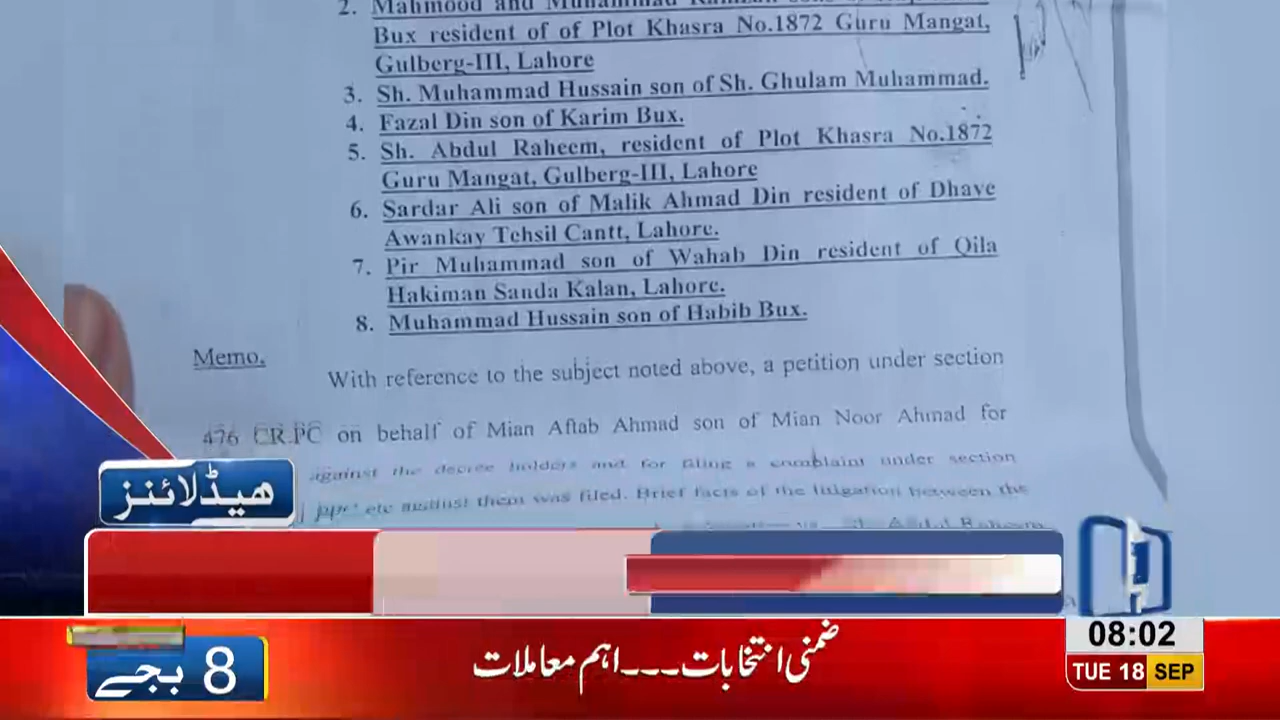 2. Mahmood and Muhammad
Bux resident of of Plot Khasra No.1872 Guru Mangat,
Gulberg-III, Lahore
3. Sh. Muhammad Hussain son of Sh. Ghulam Muhammad.
4. Fazal Din son of Karim Bux.
5. Sh. Abdul Raheem, resident of Plot Khasra No.1872
Guru Mangat, Gulberg-III, Lahore
6. Sardar Ali son of Malik Ahmad Din resident of Dhaye
Awankay Tehsil Cantt, Lahore.
7. Pir Muhammad son of Wahab Din resident of Qila
Hakiman Sanda Kalan, Lahore.
8. Muhammad Hussain son of Habib Bux.
Memo.
With reference to the subject noted above, a petition under section
476 CR.PC on behalf of Mian Aftab Ahmad son of Mian Noor Ahmad for
against the decree holders and for filing a complaint under section
ppc etc against them was filed. Brief facts of the litigation between the
ھیڈلائنز
8 بجے
ضمنی انتخابات۔۔۔اہم معاملات
08:02
TUE 18 SEP